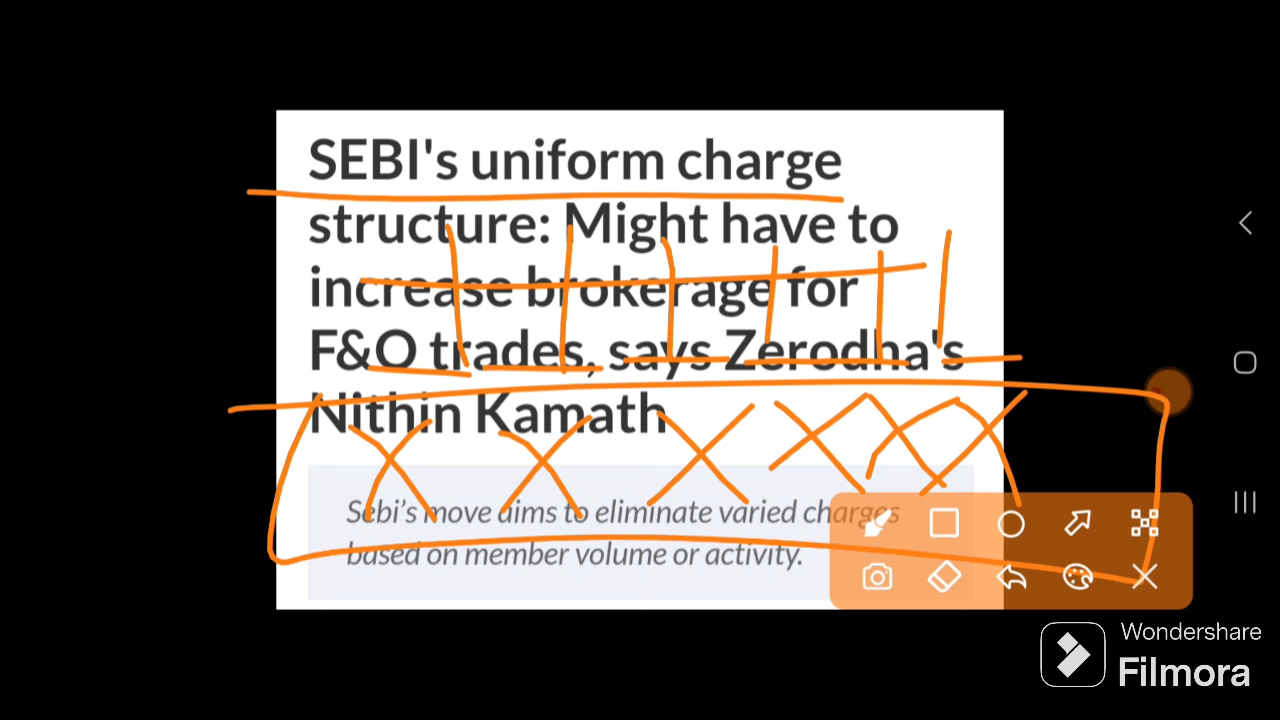 SEBI's uniform charge
structure: Might have to
increase brokerage for
F&O trades, says Zerodha's
Nithin Kamath
Sebi's move aims to eliminate varied charges
based on member volume or activity.
Wondershare
Filmora